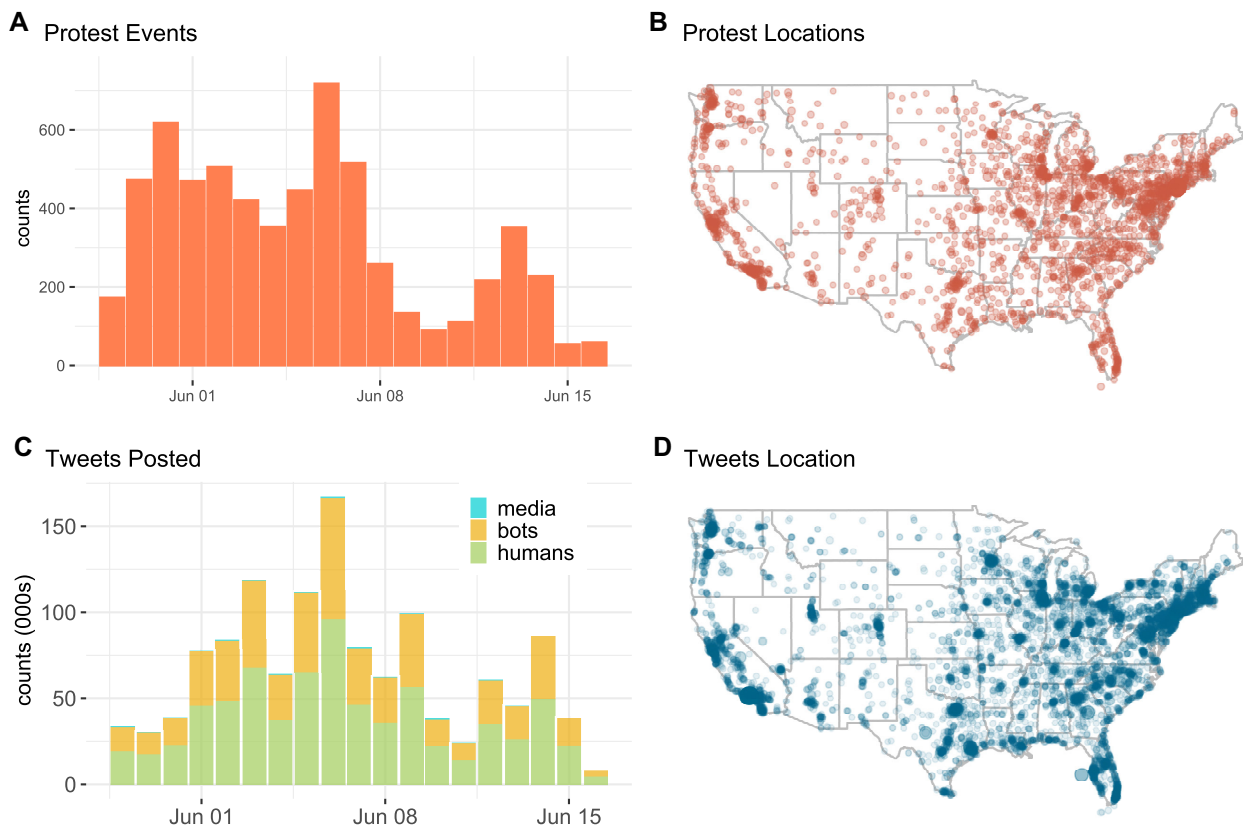 A Protest Events
counts
600
400
200
0
Jun 01 Jun 08 Jun 15
B Protest Locations
C Tweets Posted
counts (000s)
150
100
50
0
media
bots
humans
Jun 01 Jun 08 Jun 15
D Tweets Location